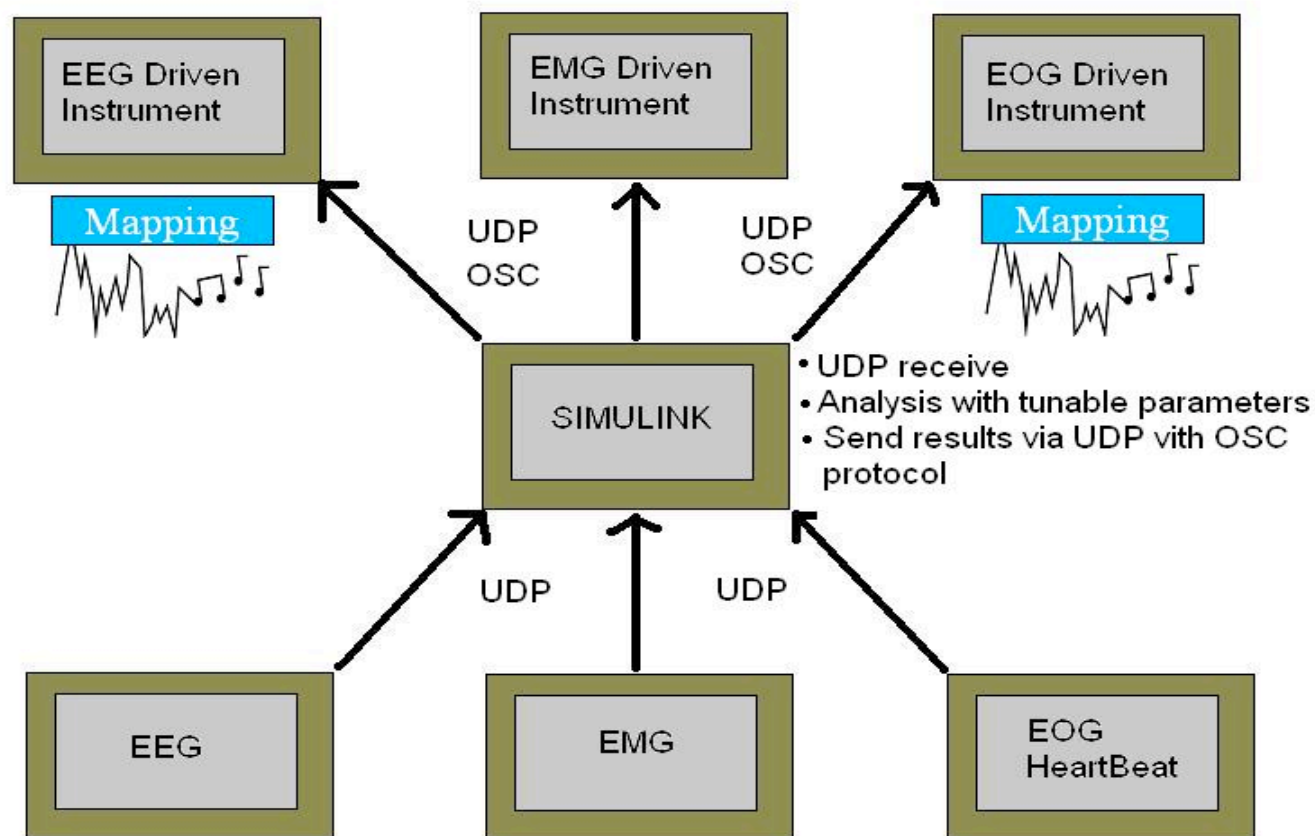 EEG Driven
Instrument
EMG Driven
Instrument
EOG Driven
Instrument
Mapping
UDP
OSC
UDP
OSC
Mapping
SIMULINK
• UDP receive
• Analysis with tunable parameters
• Send results via UDP vith OSC
protocol
UDP
UDP
EEG
EMG
EOG
HeartBeat